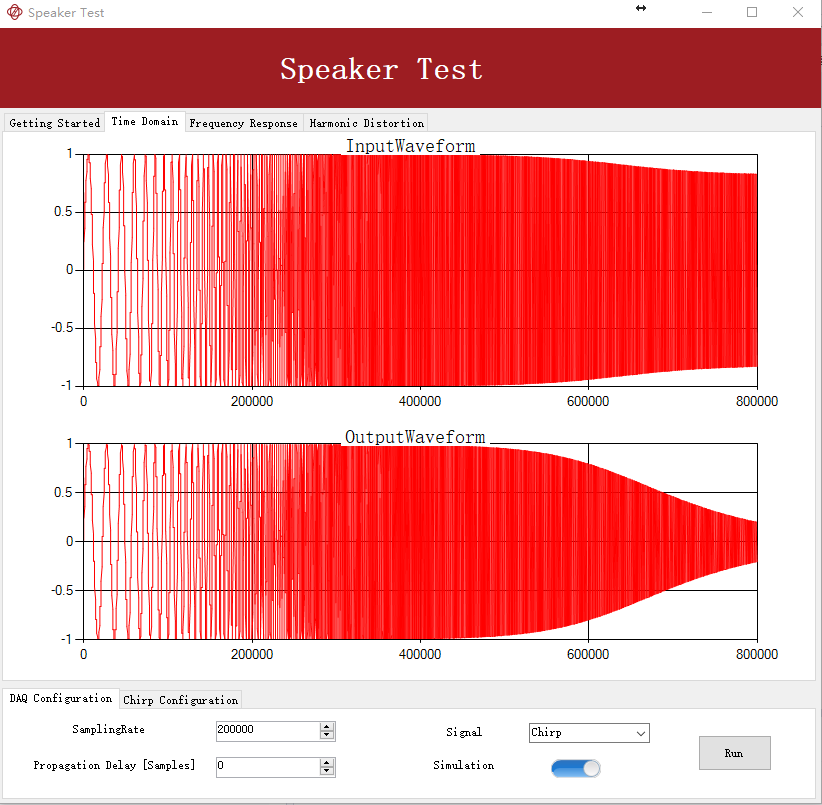 Speaker Test
Speaker Test
Getting Started Time Domain Frequency Response Harmonic Distortion
InputWaveform
1
0.5
0
-0.5
-1
0 200000 400000 600000 800000
OutputWaveform
1
0.5
0
-0.5
-1
0 200000 400000 600000 800000
DAQ Configuration Chirp Configuration
SamplingRate 200000 Signal Chirp
Run
Propagation Delay [Samples] 0 Simulation